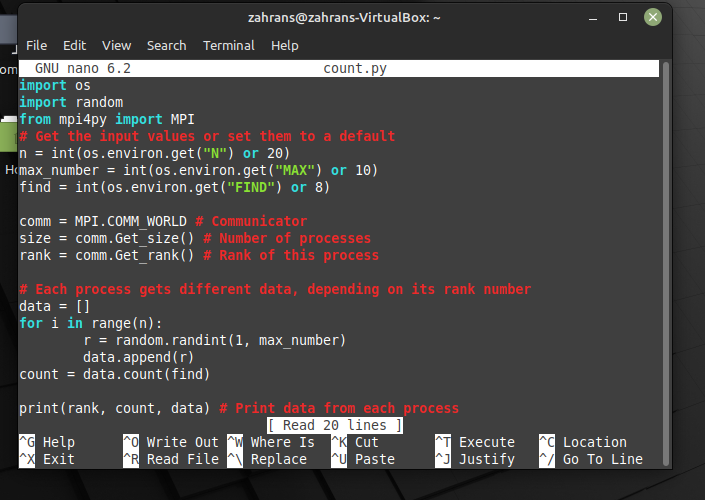 zahrans@zahrans-VirtualBox: ~
File Edit View Search Terminal Help
GNU nano 6.2 count.py
import os
import random
from mpi4py import MPI
# Get the input values or set them to a default
n = int(os.environ.get("N") or 20)
max_number = int(os.environ.get("MAX") or 10)
find = int(os.environ.get("FIND") or 8)

comm = MPI.COMM_WORLD # Communicator
size = comm.Get_size() # Number of processes
rank = comm.Get_rank() # Rank of this process

# Each process gets different data, depending on its rank number
data = []
for i in range(n):
        r = random.randint(1, max_number)
        data.append(r)
count = data.count(find)

print(rank, count, data) # Print data from each process
[ Read 20 lines ]
^G Help ^O Write Out ^W Where Is ^K Cut ^T Execute ^C Location
^X Exit ^R Read File ^\ Replace ^U Paste ^J Justify ^/ Go To Line